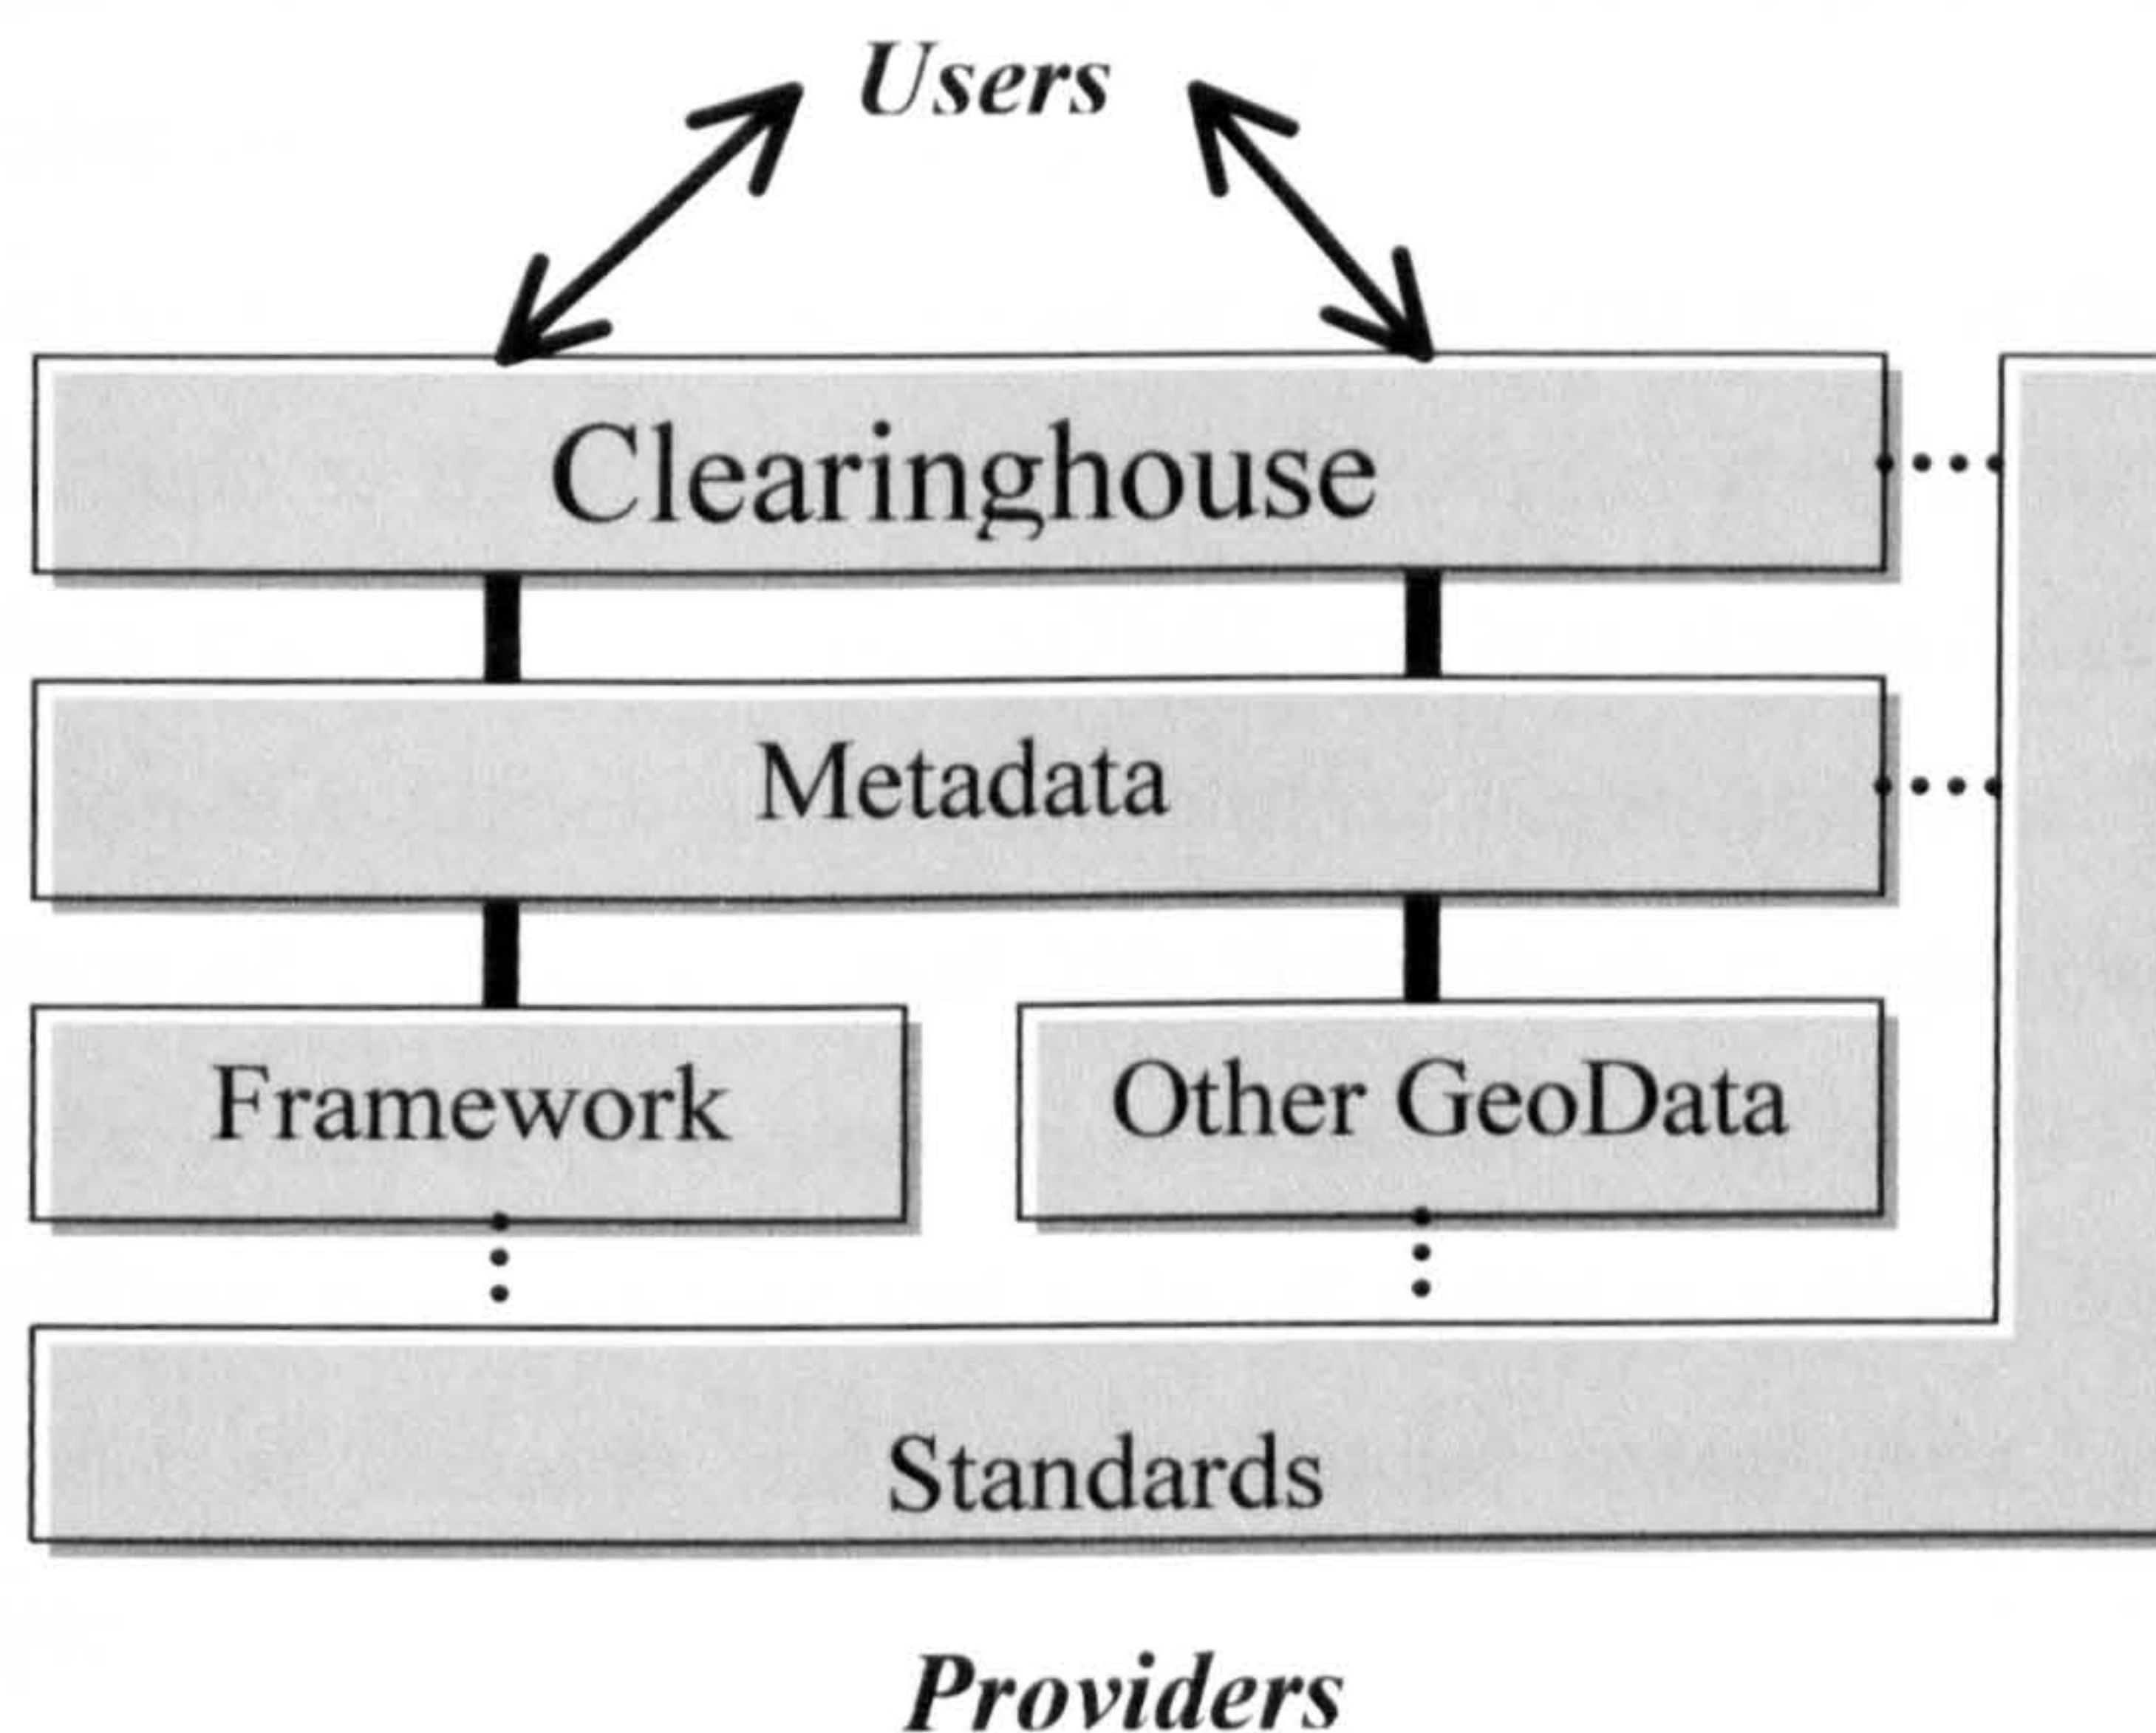 Users
Clearinghouse
Metadata
Framework
Other GeoData
Standards
Providers